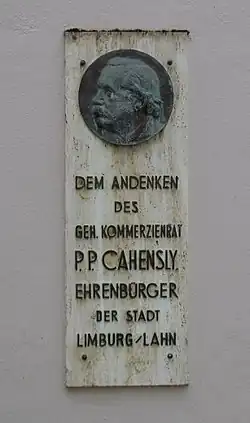 DEM ANDENKEN
DES
GEH. KOMMERZIENRAT
P. P. CAHENSLY
EHRENBÜRGER
DER STADT
LIMBURG/LAHN